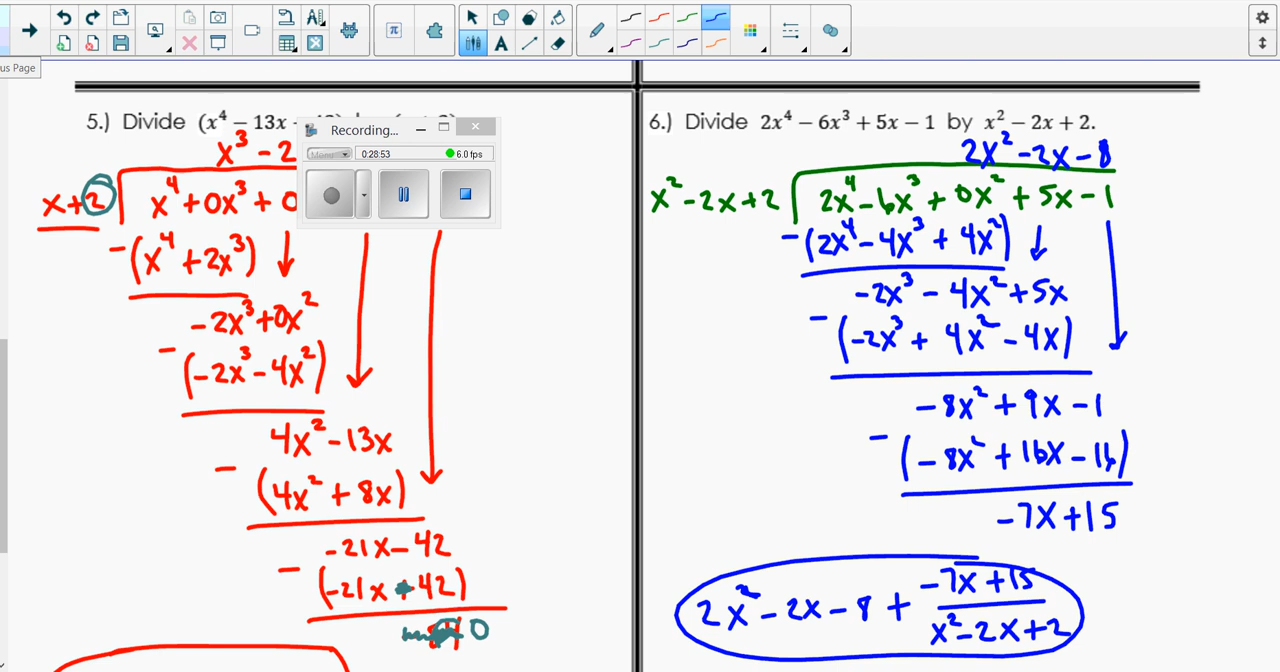 us Page
Recording...
Menu
0:28:53
6.0 fps
5.) Divide (x⁴ − 13x
x³ - 2
x+2
x⁴ + 0x³ + 0
-(x⁴ + 2x³)
-2x³ + 0x²
-(-2x³ - 4x²)
4x² - 13x
-(4x² + 8x)
-21x - 42
-(-21x - 42)
0
6.) Divide 2x⁴ − 6x³ + 5x − 1 by x² − 2x + 2.
2x² - 2x - 8
x² - 2x + 2
2x⁴ - 6x³ + 0x² + 5x - 1
-(2x⁴ - 4x³ + 4x²)
-2x³ - 4x² + 5x
-(-2x³ + 4x² - 4x)
-8x² + 9x - 1
-(-8x² + 16x - 16)
-7x + 15
2x² - 2x - 8 + -7x + 15
x² - 2x + 2